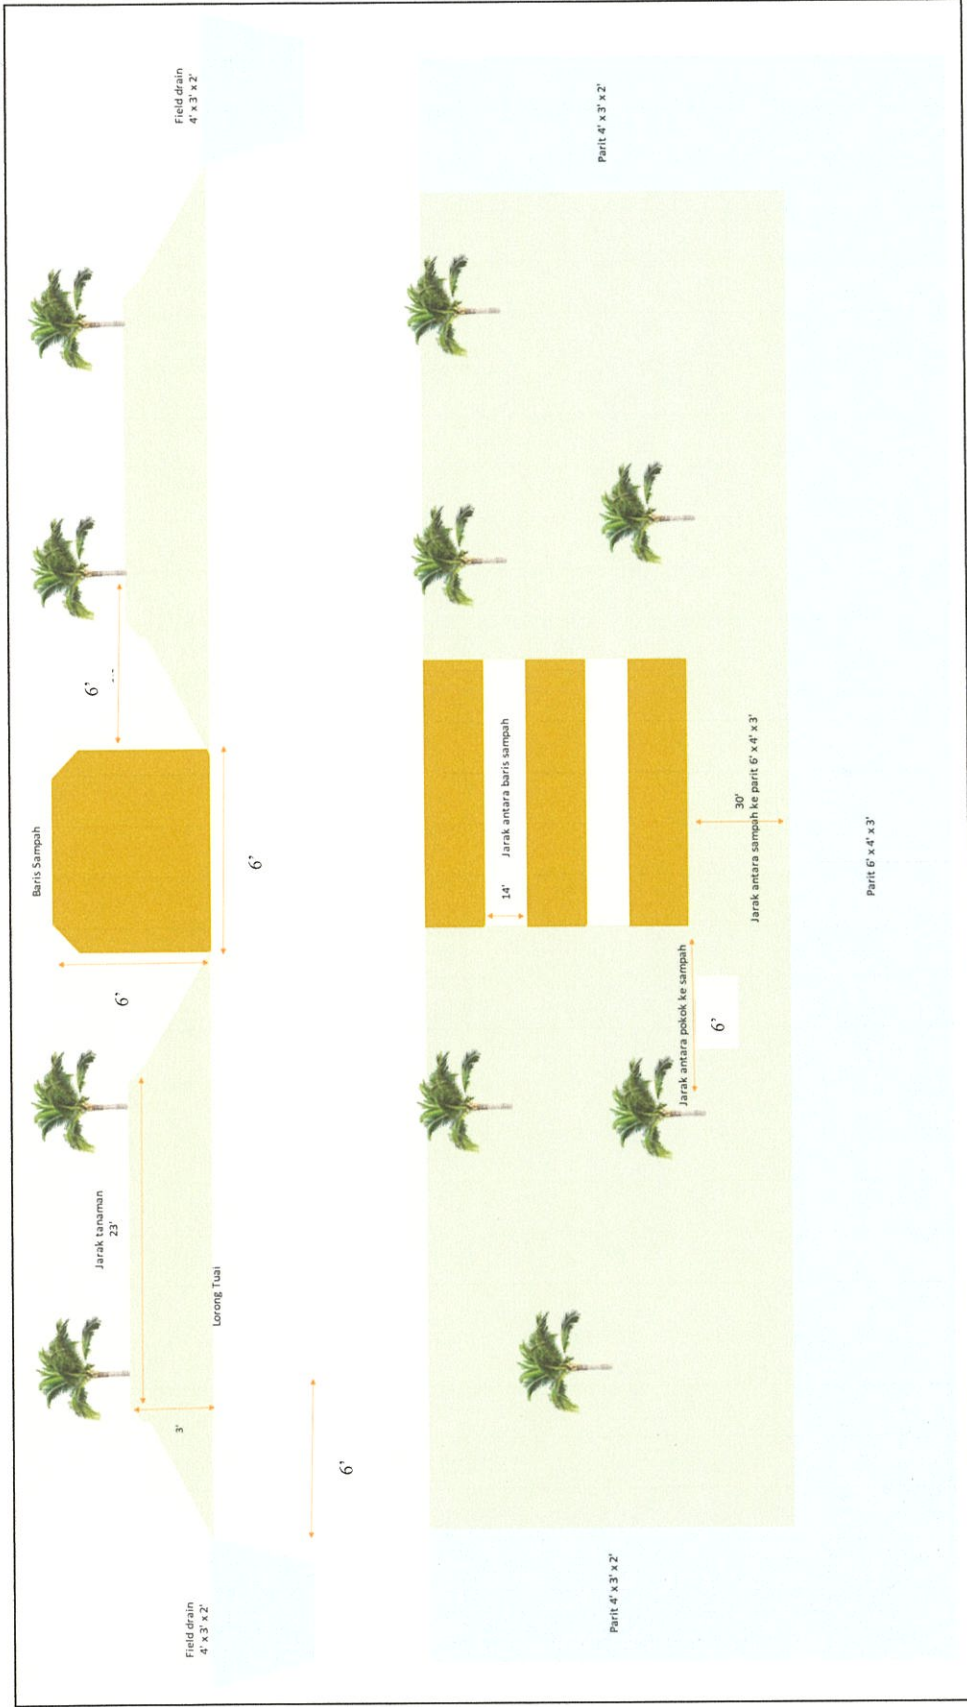 Baris Sampah
6'
Jarak tanaman
23'
6'
Field drain
4' x 3' x 2'
3'
Field drain
4' x 3' x 2'
Lorong Tuai
6'
6'
14' Jarak antara baris sampah
Parit 4' x 3' x 2'
Parit 4' x 3' x 2'
Jarak antara pokok ke sampah
6'
30'
Jarak antara sampah ke parit 6' x 4' x 3'
Parit 6' x 4' x 3'